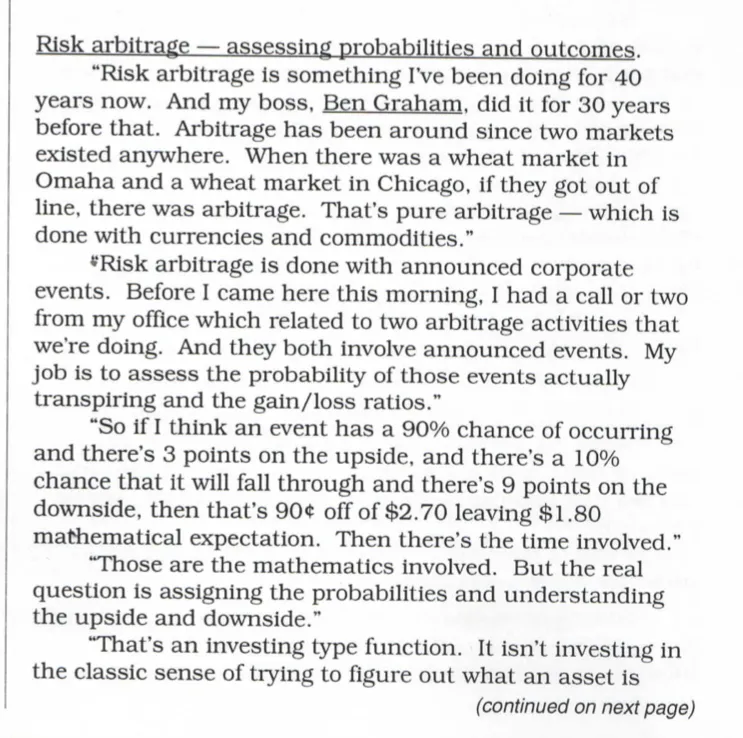 Risk arbitrage — assessing probabilities and outcomes.
“Risk arbitrage is something I've been doing for 40
years now. And my boss, Ben Graham, did it for 30 years
before that. Arbitrage has been around since two markets
existed anywhere. When there was a wheat market in
Omaha and a wheat market in Chicago, if they got out of
line, there was arbitrage. That's pure arbitrage — which is
done with currencies and commodities.”
“Risk arbitrage is done with announced corporate
events. Before I came here this morning, I had a call or two
from my office which related to two arbitrage activities that
we're doing. And they both involve announced events. My
job is to assess the probability of those events actually
transpiring and the gain/loss ratios.”
“So if I think an event has a 90% chance of occurring
and there's 3 points on the upside, and there's a 10%
chance that it will fall through and there's 9 points on the
downside, then that's 90¢ off of $2.70 leaving $1.80
mathematical expectation. Then there's the time involved.”
“Those are the mathematics involved. But the real
question is assigning the probabilities and understanding
the upside and downside.”
“That's an investing type function. It isn't investing in
the classic sense of trying to figure out what an asset is
(continued on next page)